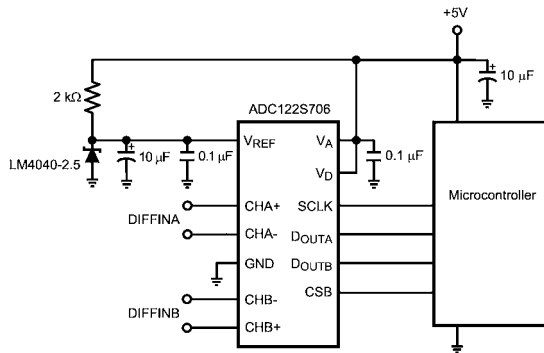 +5V
10 μF
+
2 kΩ
ADC122S706
VREF
VA
LM4040-2.5
+
10 μF
0.1 μF
0.1 μF
VD
Microcontroller
DIFFINA
CHA+
SCLK
CHA-
DOUTA
GND
DOUTB
DIFFINB
CHB-
CSB
CHB+